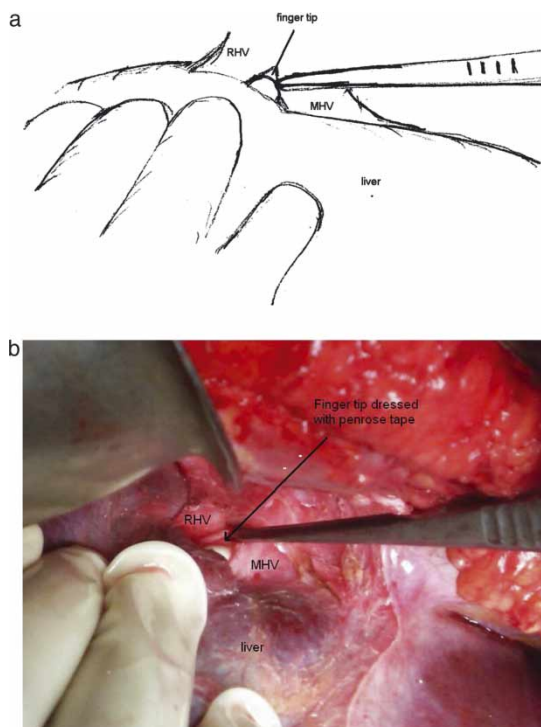 a
finger tip
RHV
MHV
liver
b
Finger tip dressed
with penrose tape
RHV
MHV
liver